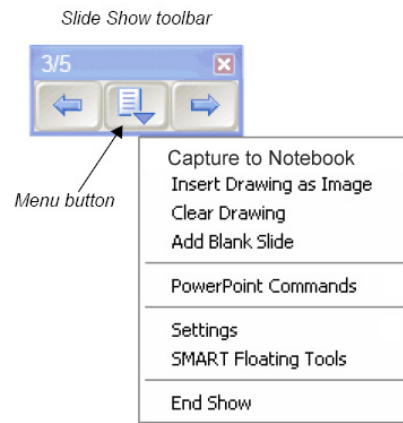 Slide Show toolbar
3/5
Menu button
Capture to Notebook
Insert Drawing as Image
Clear Drawing
Add Blank Slide
PowerPoint Commands
Settings
SMART Floating Tools
End Show